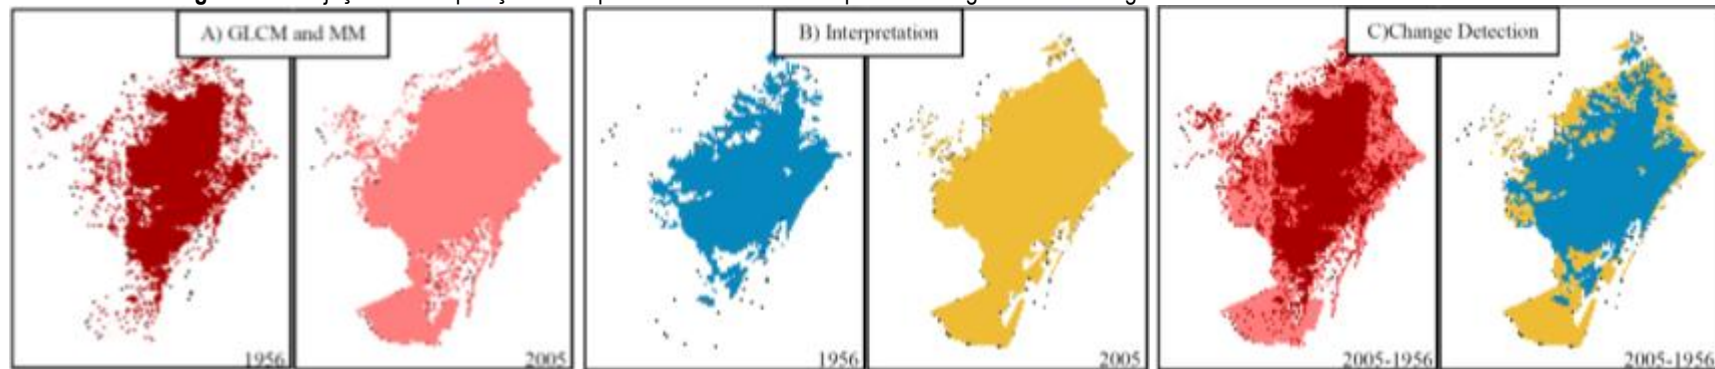 A) GLCM and MM
B) Interpretation
C)Change Detection
1956
2005
1956
2005
2005-1956
2005-1956